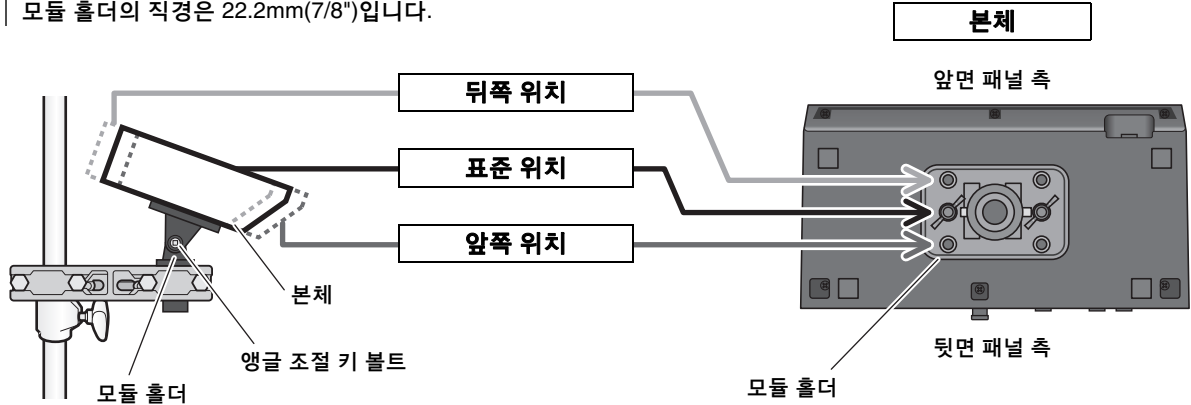 모듈 홀더의 직경은 22.2mm(7/8")입니다.
본체
앞면 패널 측
뒤쪽 위치
표준 위치
앞쪽 위치
본체
앵글 조절 키 볼트
모듈 홀더
뒷면 패널 측
모듈 홀더